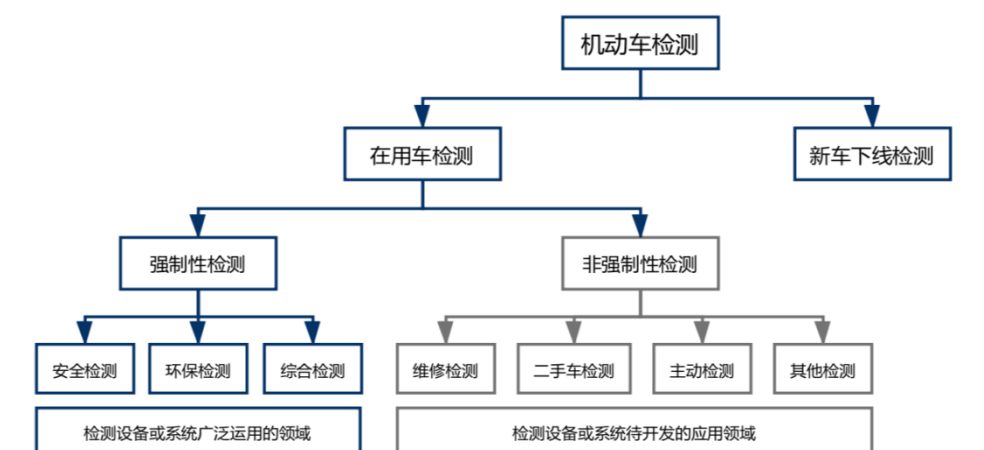 机动车检测
在用车检测
新车下线检测
强制性检测
非强制性检测
安全检测
环保检测
综合检测
维修检测
二手车检测
主动检测
其他检测
检测设备或系统广泛运用的领域
检测设备或系统待开发的应用领域